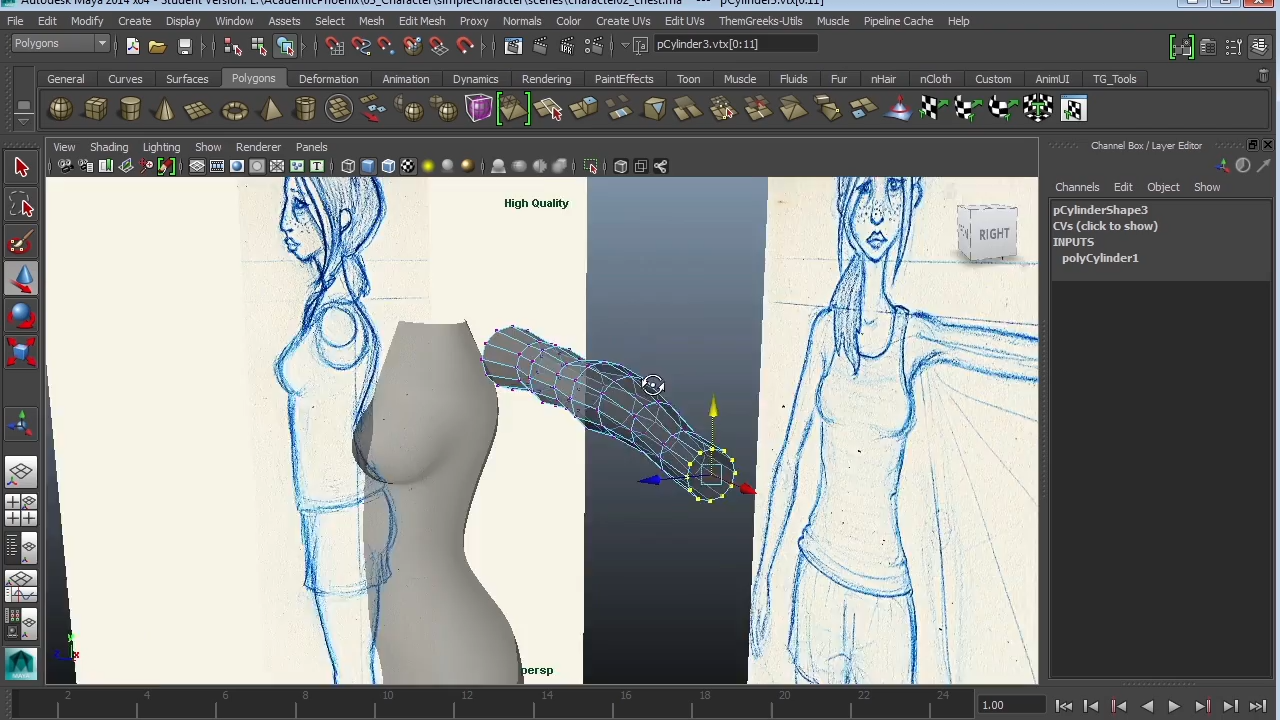 Autodesk Maya 2014 x64 - Student Version: E:\AcademicPhoenix\05_Character\simpleCharacter\scenes\character02_chest.ma* --- pCylinder3.vtx[0:11]
File Edit Modify Create Display Window Assets Select Mesh Edit Mesh Proxy Normals Color Create UVs Edit UVs ThemGreeks-Utils Muscle Pipeline Cache Help
Polygons pCylinder3.vtx[0:11]
General Curves Surfaces Polygons Deformation Animation Dynamics Rendering PaintEffects Toon Muscle Fluids Fur nHair nCloth Custom AnimUI TG_Tools
View Shading Lighting Show Renderer Panels
Channel Box / Layer Editor
Channels Edit Object Show
High Quality
RIGHT
pCylinderShape3
CVs (click to show)
INPUTS
polyCylinder1
persp
y
z x
2 4 6 8 10 12 14 16 18 20 22 24
1.00